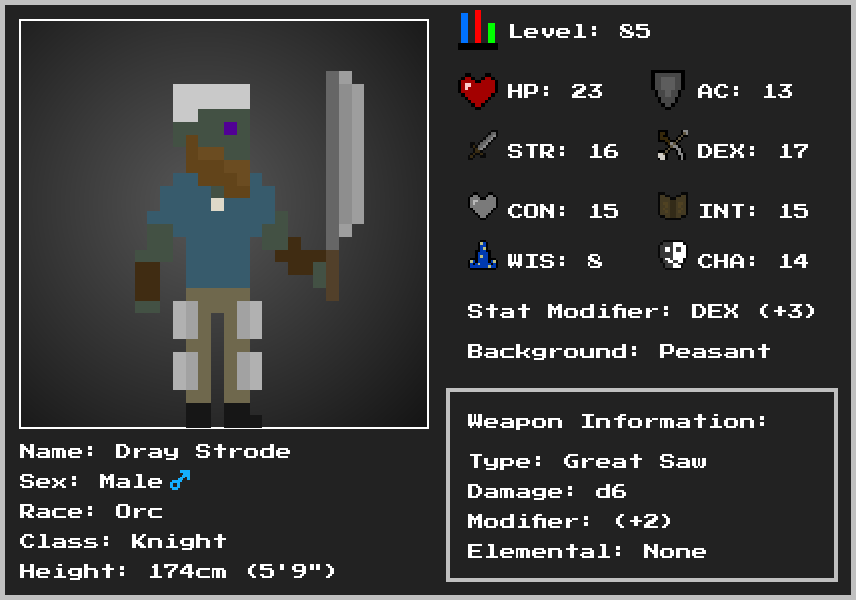 Level: 85
HP: 23 AC: 13
STR: 16 DEX: 17
CON: 15 INT: 15
WIS: 8 CHA: 14
Stat Modifier: DEX (+3)
Background: Peasant
Weapon Information:
Type: Great Saw
Damage: d6
Modifier: (+2)
Elemental: None
Name: Dray Strode
Sex: Male ♂
Race: Orc
Class: Knight
Height: 174cm (5'9")